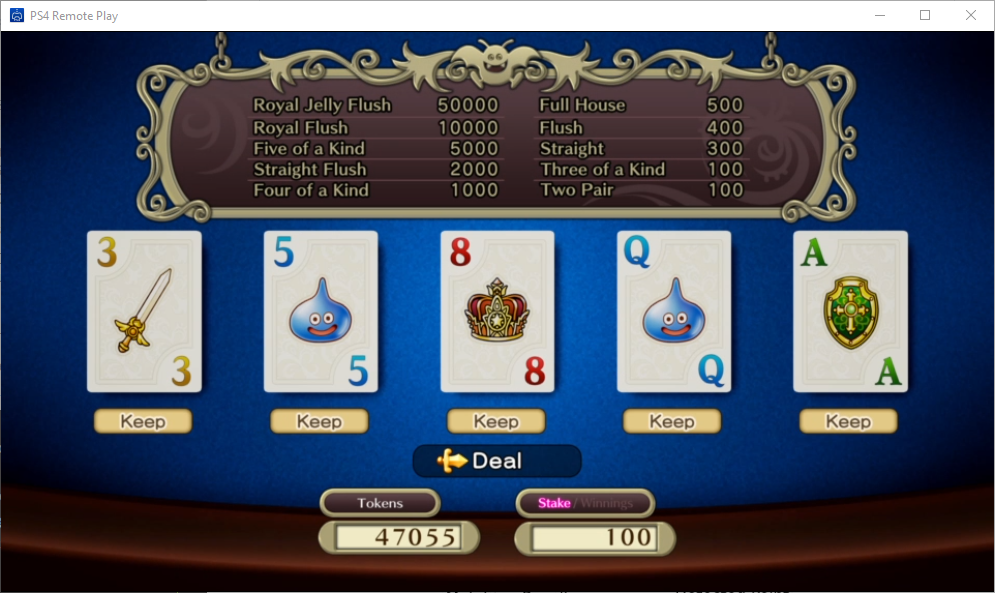 PS4 Remote Play
Royal Jelly Flush 50000 Full House 500
Royal Flush 10000 Flush 400
Five of a Kind 5000 Straight 300
Straight Flush 2000 Three of a Kind 100
Four of a Kind 1000 Two Pair 100
3 5 8 Q A
3 5 8 Q A
Keep Keep Keep Keep Keep
Deal
Tokens Stake / Winnings
47055 100